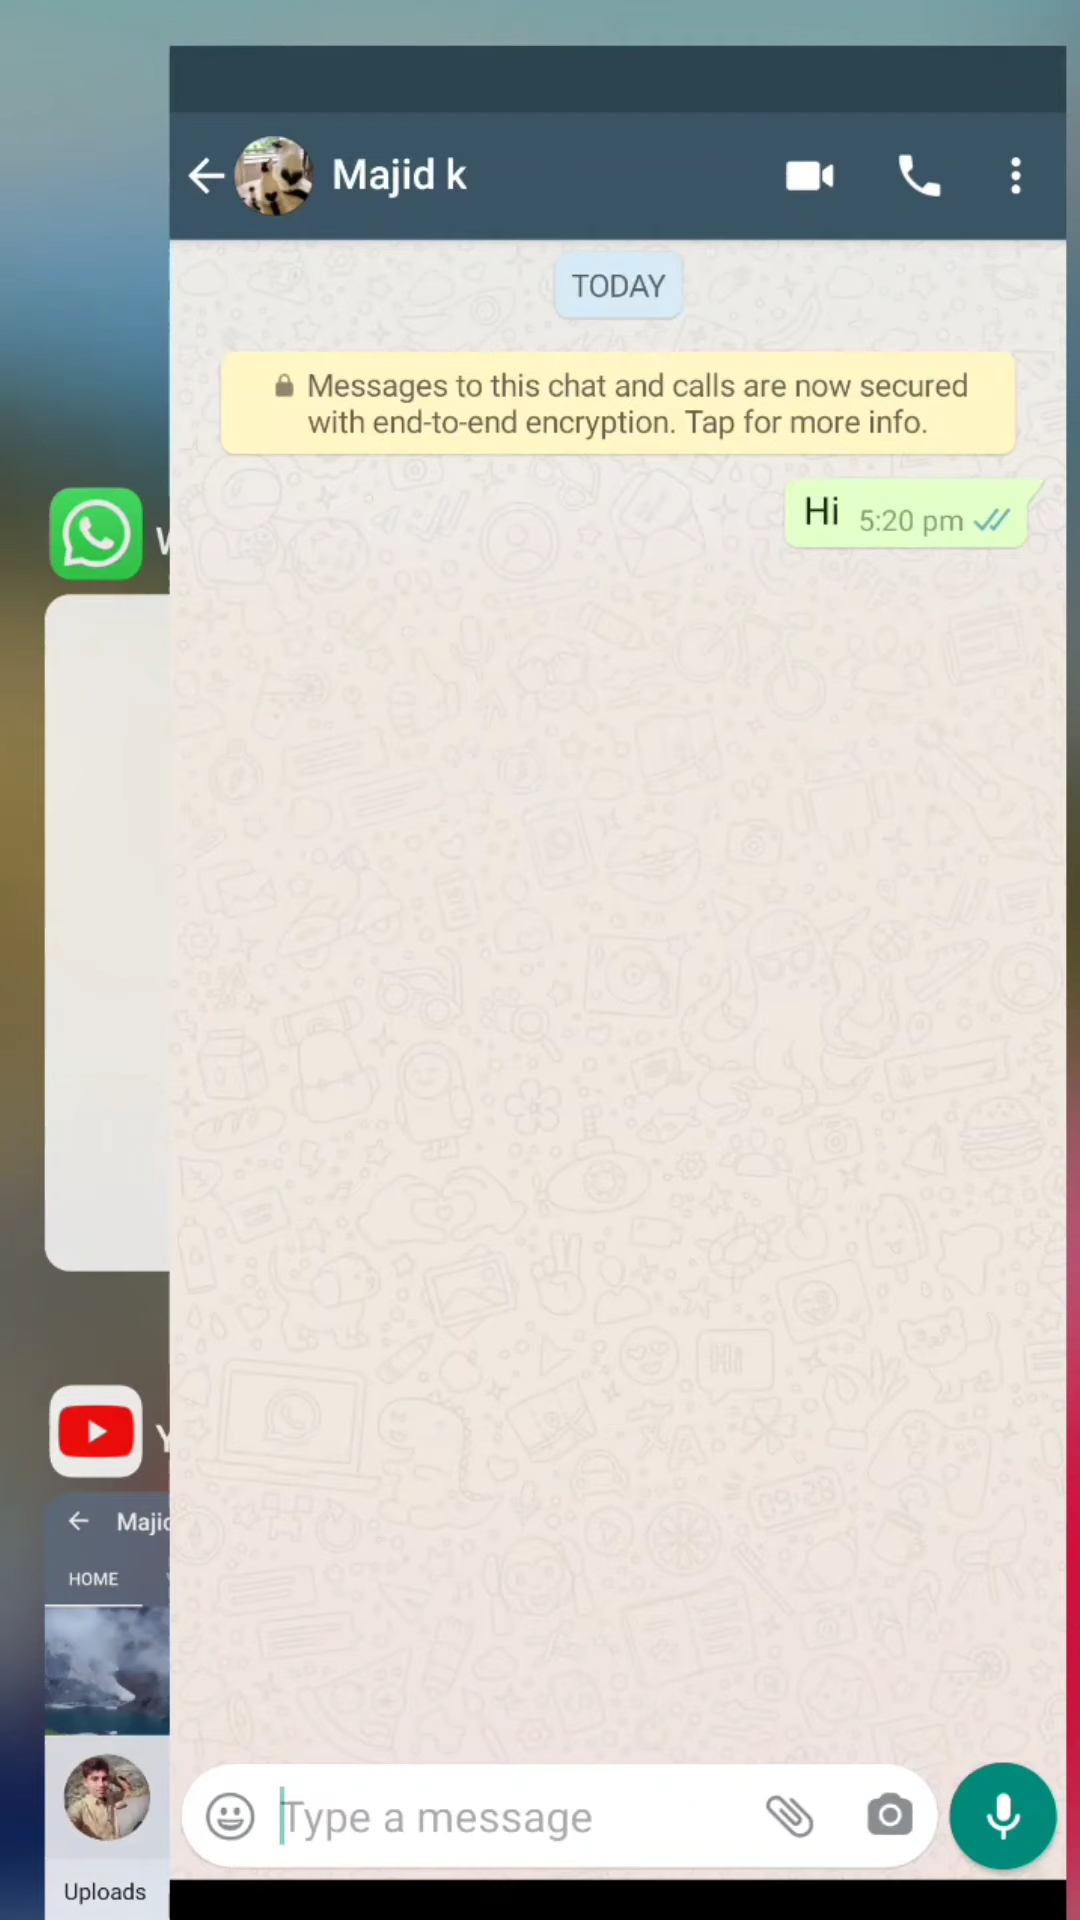 Majid k
TODAY
Messages to this chat and calls are now secured
with end-to-end encryption. Tap for more info.
Hi 5:20 pm
HOME
Uploads
Type a message